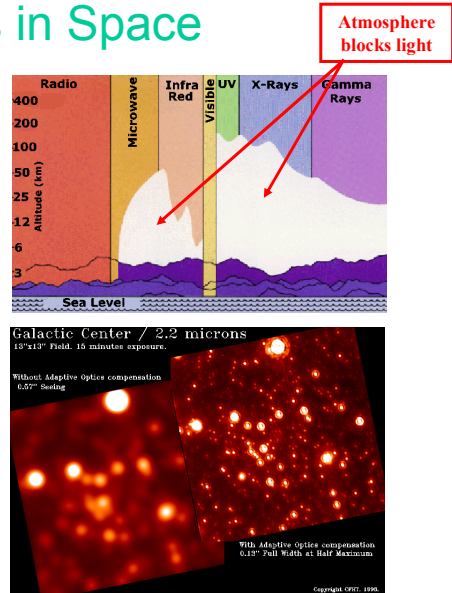 s in Space
Atmosphere
blocks light
Radio
Microwave
Infra
Red
Visible
UV
X-Rays
Gamma
Rays
400
200
100
50
25
12
6
3
Altitude (km)
Sea Level
Galactic Center / 2.2 microns
13"x13" Field. 15 minutes exposure.
Without Adaptive Optics compensation
0.57" Seeing
With Adaptive Optics compensation
0.13" Full Width at Half Maximum
Copyright CFHT, 1996.